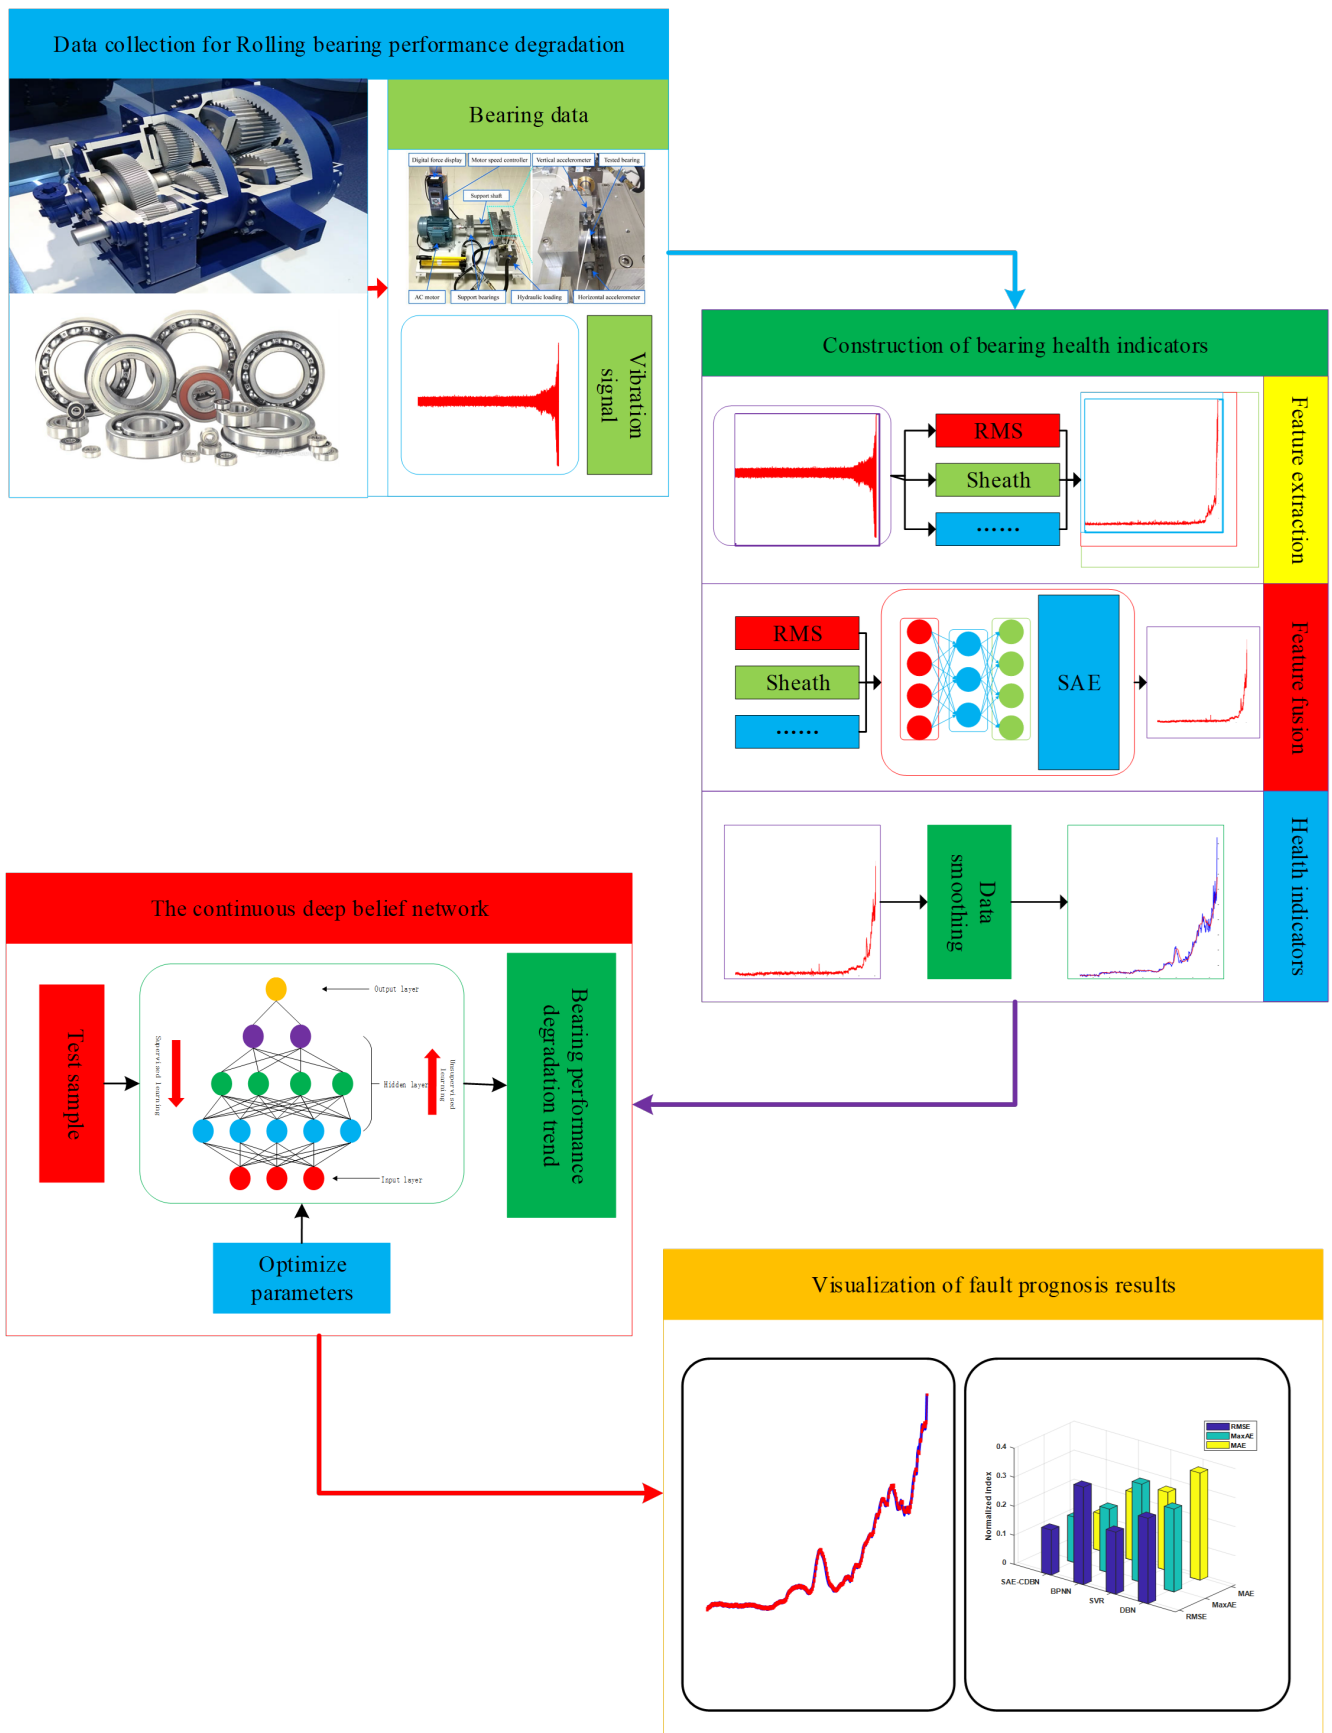 Data collection for Rolling bearing performance degradation
Bearing data
Digital force display
Motor speed controller
Vertical accelerometer
Tested bearing
Support shaft
AC motor
Support bearings
Hydraulic loading
Horizontal accelerometer
Vibration
signal
Construction of bearing health indicators
RMS
Sheath
……
Feature extraction
RMS
Sheath
……
SAE
Feature fusion
Data
smoothing
Health indicators
The continuous deep belief network
Test sample
Supervised learning
Output layer
Hidden layer
Unsupervised
learning
Input layer
Bearing performance
degradation trend
Optimize
parameters
Visualization of fault prognosis results
RMSE
MaxAE
MAE
0.4
0.3
0.2
0.1
0
Normalized Index
SAE-CDBN
BPNN
SVR
DBN
RMSE
MaxAE
MAE